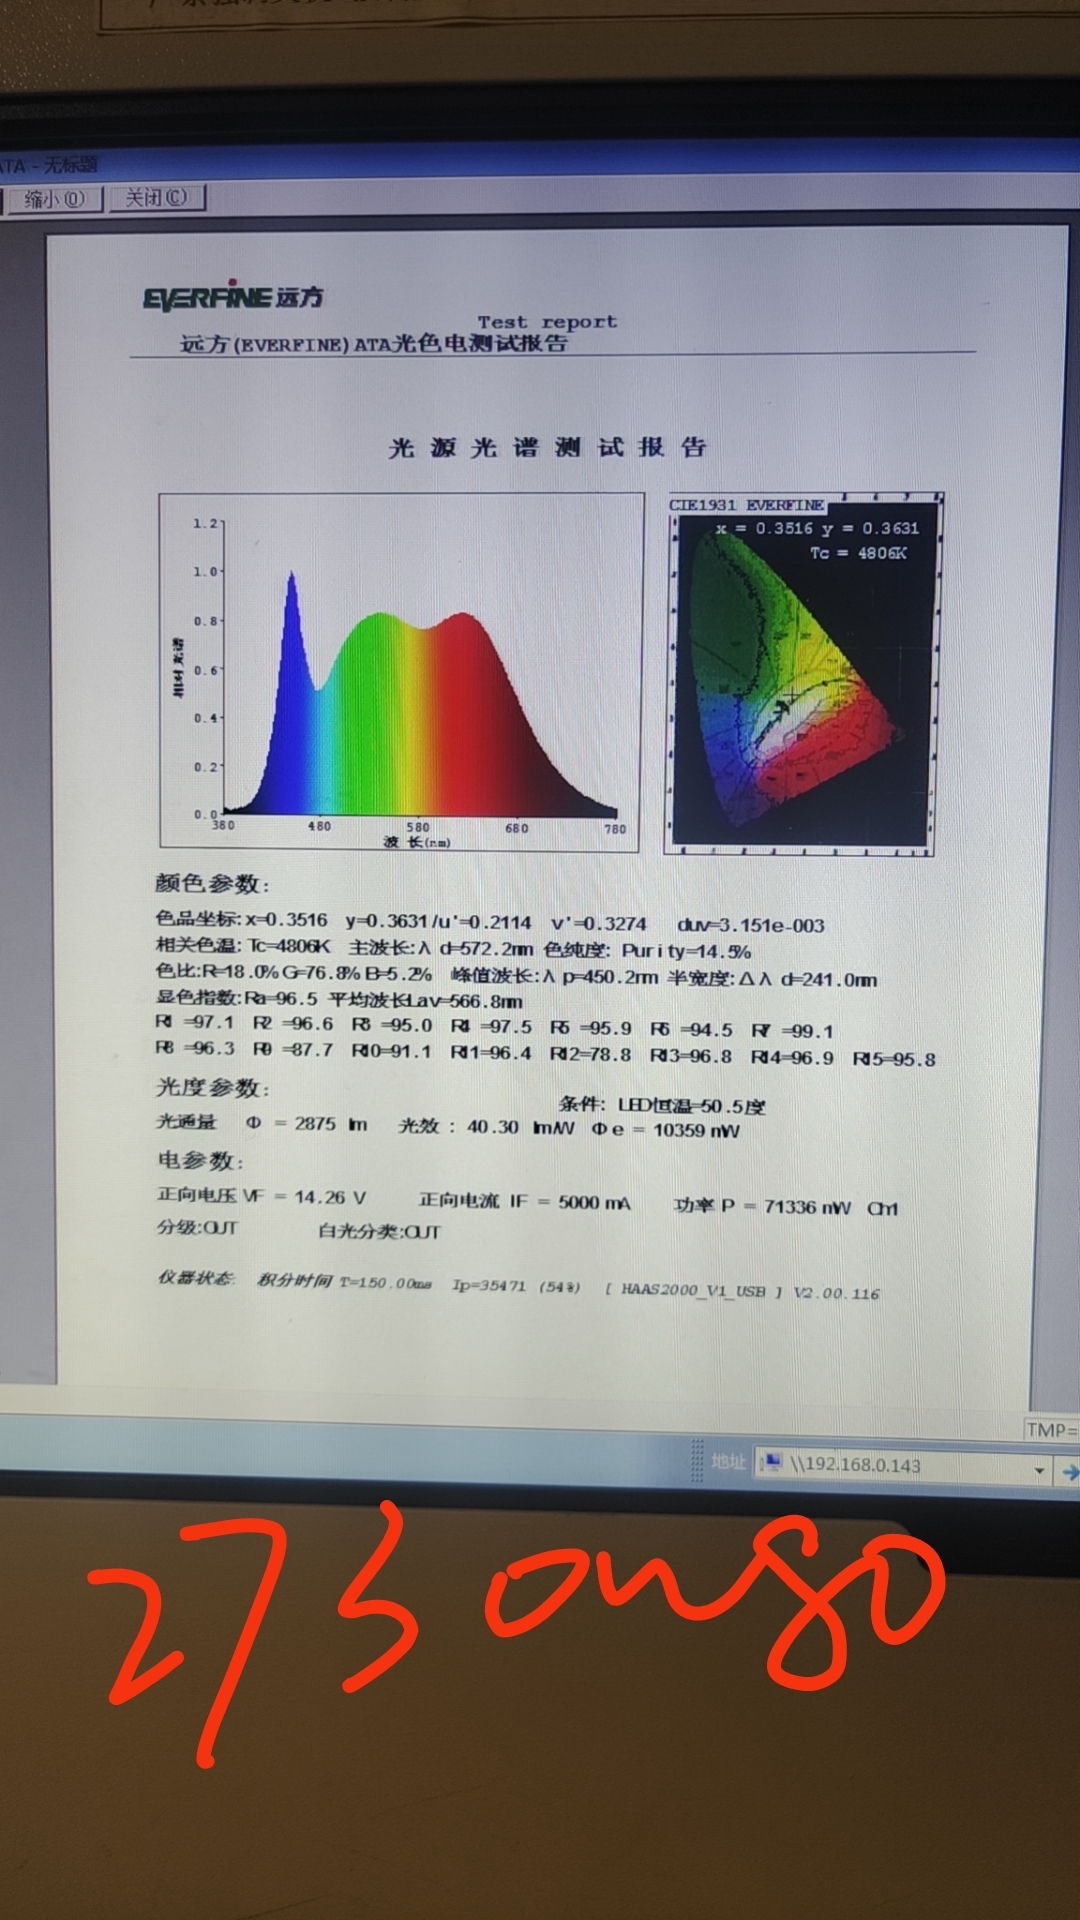 ATA - 无标题
缩小(O) 关闭(C)
EVERFINE 远方
Test report
远方(EVERFINE)ATA光色电测试报告
光源光谱测试报告
1.2
1.0
0.8
0.6
0.4
0.2
0.0
相对光谱
380 480 580 680 780
波长(nm)
CIE1931 EVERFINE
x = 0.3516 y = 0.3631
Tc = 4806K
颜色参数:
色品坐标:x=0.3516 y=0.3631/u'=0.2114 v'=0.3274 duv=3.151e-003
相关色温: Tc=4806K 主波长:λd=572.2nm 色纯度: Purity=14.5%
色比:R=18.0% G=76.8% B=5.2% 峰值波长:λp=450.2nm 半宽度:Δλd=241.0nm
显色指数:Ra=96.5 平均波长Lav=566.8nm
R1 =97.1 R2 =96.6 R3 =95.0 R4 =97.5 R5 =95.9 R6 =94.5 R7 =99.1
R8 =96.3 R9 =87.7 R10=91.1 R11=96.4 R12=78.8 R13=96.8 R14=96.9 R15=95.8
光度参数:
条件: LED恒温=50.5度
光通量 Φ = 2875 lm 光效 : 40.30 lm/W Φe = 10359 mW
电参数:
正向电压 VF = 14.26 V 正向电流 IF = 5000 mA 功率 P = 71336 mW Ch1
分级:OUT 白光分类:OUT
仪器状态: 积分时间 T=150.00ms Ip=35471 (54%) [ HAAS2000_V1_USB ] V2.00.116
TMP=
地址 \\192.168.0.143